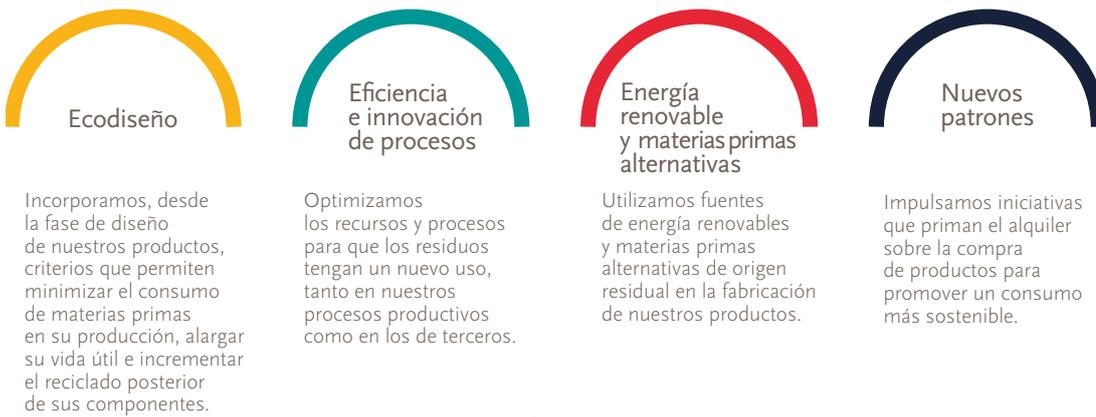 Ecodiseño
Incorporamos, desde
la fase de diseño
de nuestros productos,
criterios que permiten
minimizar el consumo
de materias primas
en su producción, alargar
su vida útil e incrementar
el reciclado posterior
de sus componentes.
Eficiencia
e innovación
de procesos
Optimizamos
los recursos y procesos
para que los residuos
tengan un nuevo uso,
tanto en nuestros
procesos productivos
como en los de terceros.
Energía
renovable
y materias primas
alternativas
Utilizamos fuentes
de energía renovables
y materias primas
alternativas de origen
residual en la fabricación
de nuestros productos.
Nuevos
patrones
Impulsamos iniciativas
que priman el alquiler
sobre la compra
de productos para
promover un consumo
más sostenible.